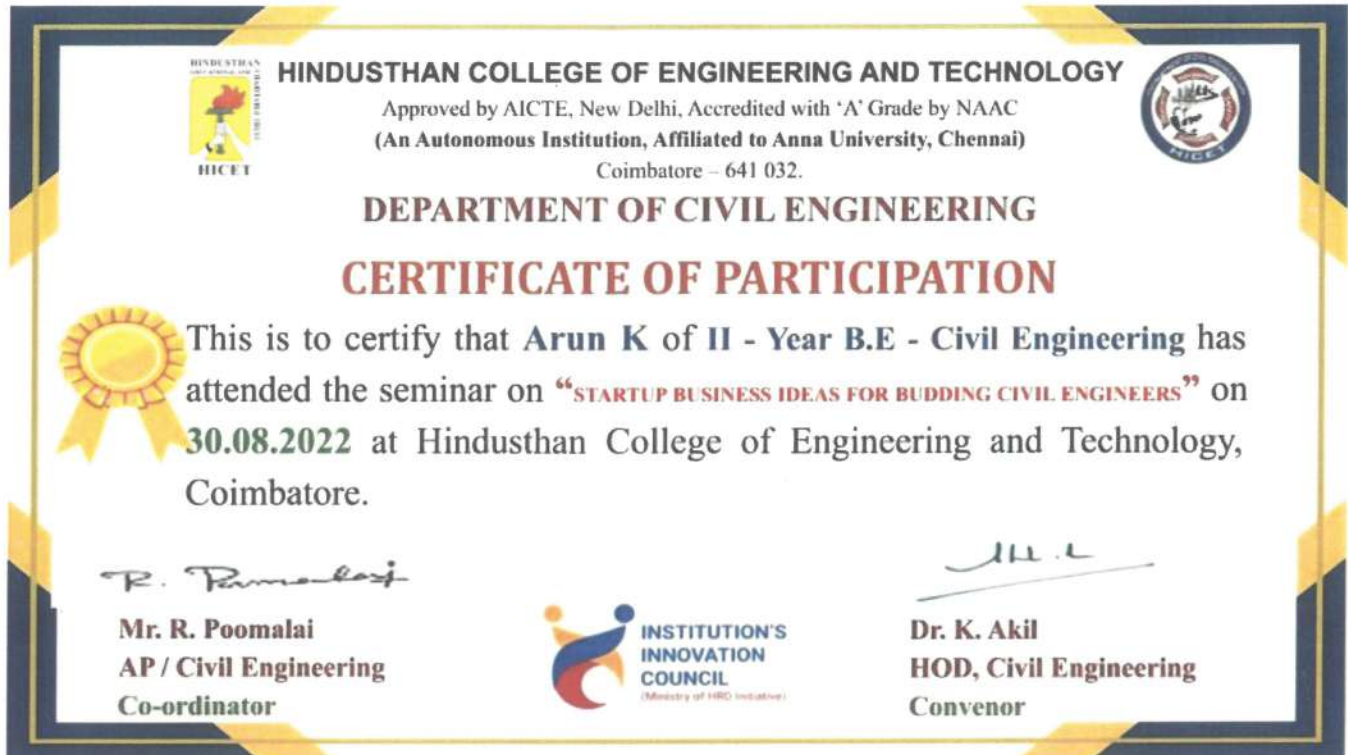 HINDUSTHAN
HICET
HINDUSTHAN COLLEGE OF ENGINEERING AND TECHNOLOGY
Approved by AICTE, New Delhi, Accredited with ‘A’ Grade by NAAC
(An Autonomous Institution, Affiliated to Anna University, Chennai)
Coimbatore – 641 032.
HICET
DEPARTMENT OF CIVIL ENGINEERING
CERTIFICATE OF PARTICIPATION
This is to certify that Arun K of II - Year B.E - Civil Engineering has
attended the seminar on “STARTUP BUSINESS IDEAS FOR BUDDING CIVIL ENGINEERS” on
30.08.2022 at Hindusthan College of Engineering and Technology,
Coimbatore.
Mr. R. Poomalai
AP / Civil Engineering
Co-ordinator
INSTITUTION'S
INNOVATION
COUNCIL
(Ministry of HRD Initiative)
Dr. K. Akil
HOD, Civil Engineering
Convenor